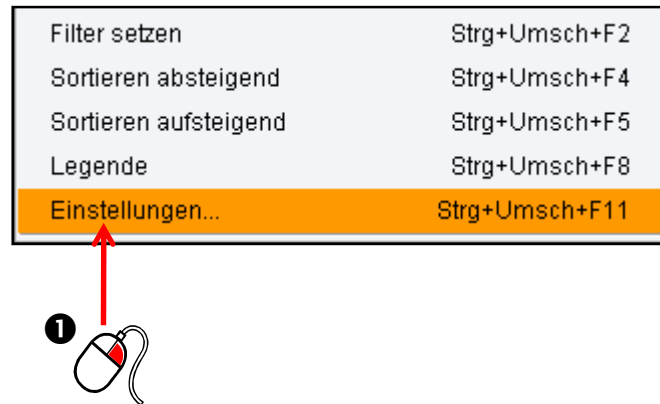 Filter setzen Strg+Umsch+F2
Sortieren absteigend Strg+Umsch+F4
Sortieren aufsteigend Strg+Umsch+F5
Legende Strg+Umsch+F8
Einstellungen... Strg+Umsch+F11
❶